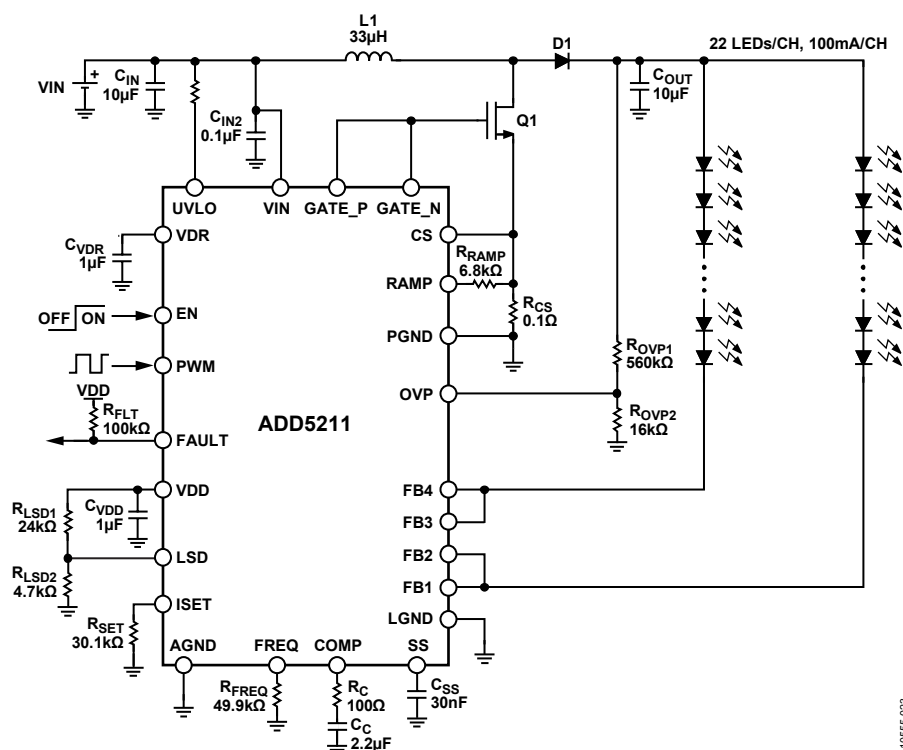 L1
33µH
D1
22 LEDs/CH, 100mA/CH
VIN
+
CIN
10µF
CIN2
0.1µF
Q1
COUT
10µF
UVLO
VIN
GATE_P
GATE_N
CVDR
1µF
VDR
CS
RRAMP
6.8kΩ
RAMP
RCS
0.1Ω
OFF
ON
EN
PGND
PWM
ROVP1
560kΩ
VDD
RFLT
100kΩ
OVP
ROVP2
16kΩ
ADD5211
FAULT
RLSD1
24kΩ
CVDD
1µF
VDD
FB4
FB3
RLSD2
4.7kΩ
LSD
FB2
FB1
RSET
30.1kΩ
ISET
LGND
AGND
FREQ
COMP
SS
RFREQ
49.9kΩ
RC
100Ω
CC
2.2µF
CSS
30nF